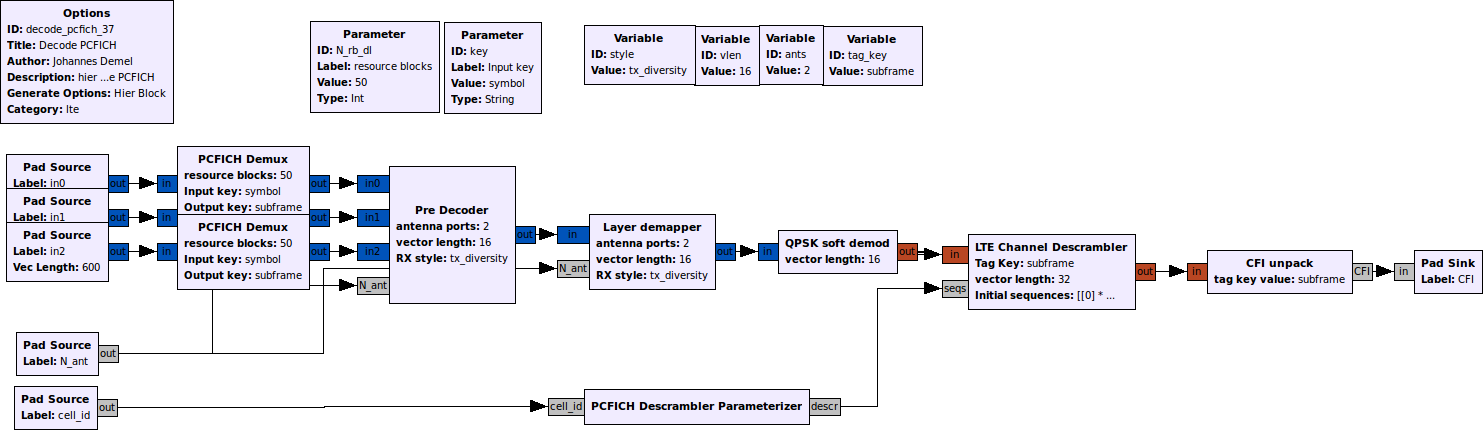 Options
ID: decode_pcfich_37
Title: Decode PCFICH
Author: Johannes Demel
Description: hier ...e PCFICH
Generate Options: Hier Block
Category: lte
Parameter
ID: N_rb_dl
Label: resource blocks
Value: 50
Type: Int
Parameter
ID: key
Label: Input key
Value: symbol
Type: String
Variable
ID: style
Value: tx_diversity
Variable
ID: vlen
Value: 16
Variable
ID: ants
Value: 2
Variable
ID: tag_key
Value: subframe
Pad Source
Label: in0
out
Pad Source
Label: in1
out
Pad Source
Label: in2
Vec Length: 600
out
in
PCFICH Demux
resource blocks: 50
Input key: symbol
Output key: subframe
out
in
out
in
PCFICH Demux
resource blocks: 50
Input key: symbol
Output key: subframe
out
in0
in1
in2
N_ant
Pre Decoder
antenna ports: 2
vector length: 16
RX style: tx_diversity
out
in
N_ant
Layer demapper
antenna ports: 2
vector length: 16
RX style: tx_diversity
out
in
QPSK soft demod
vector length: 16
out
in
seqs
LTE Channel Descrambler
Tag Key: subframe
vector length: 32
Initial sequences: [[0] * ...
out
in
CFI unpack
tag key value: subframe
CFI
in
Pad Sink
Label: CFI
Pad Source
Label: N_ant
out
Pad Source
Label: cell_id
out
cell_id
PCFICH Descrambler Parameterizer
descr